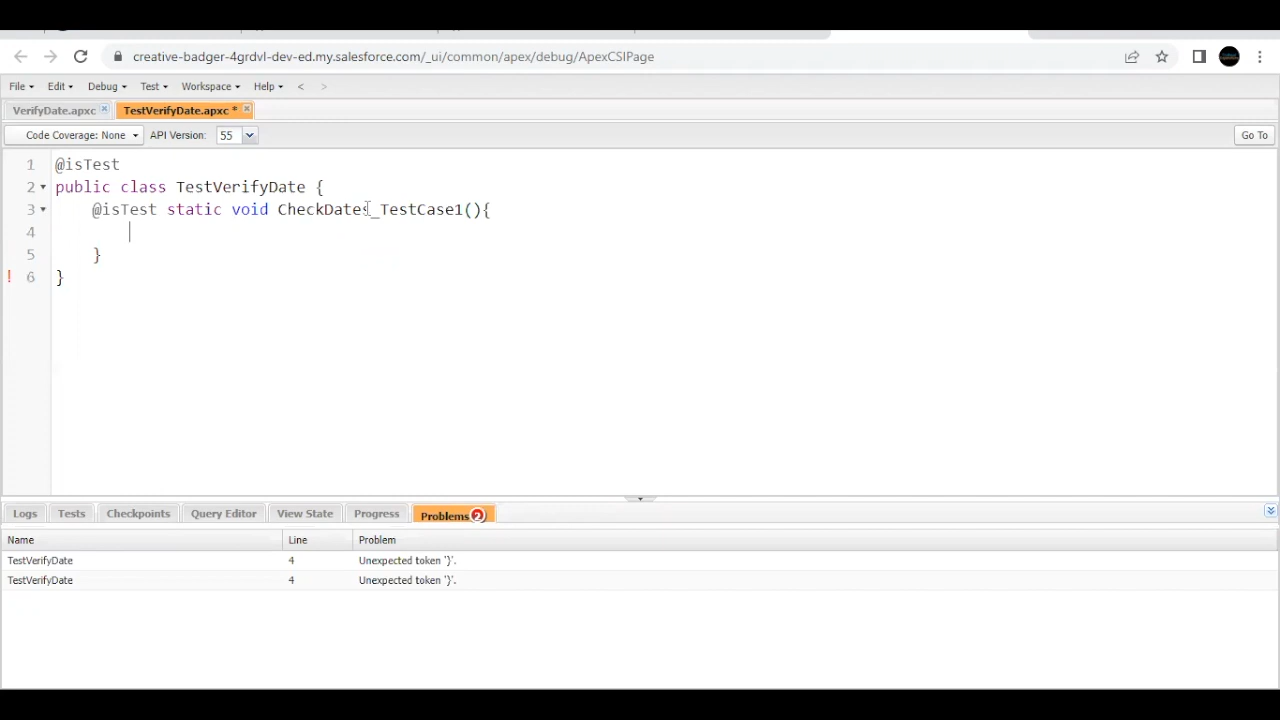 creative-badger-4grdvl-dev-ed.my.salesforce.com/_ui/common/apex/debug/ApexCSIPage
File Edit Debug Test Workspace Help < >
VerifyDate.apxc TestVerifyDate.apxc *
Code Coverage: None API Version: 55 Go To
1 @isTest
2 public class TestVerifyDate {
3 @isTest static void CheckDates_TestCase1(){
4
5 }
! 6 }
Logs Tests Checkpoints Query Editor View State Progress Problems 2
Name Line Problem
TestVerifyDate 4 Unexpected token '}'.
TestVerifyDate 4 Unexpected token '}'.